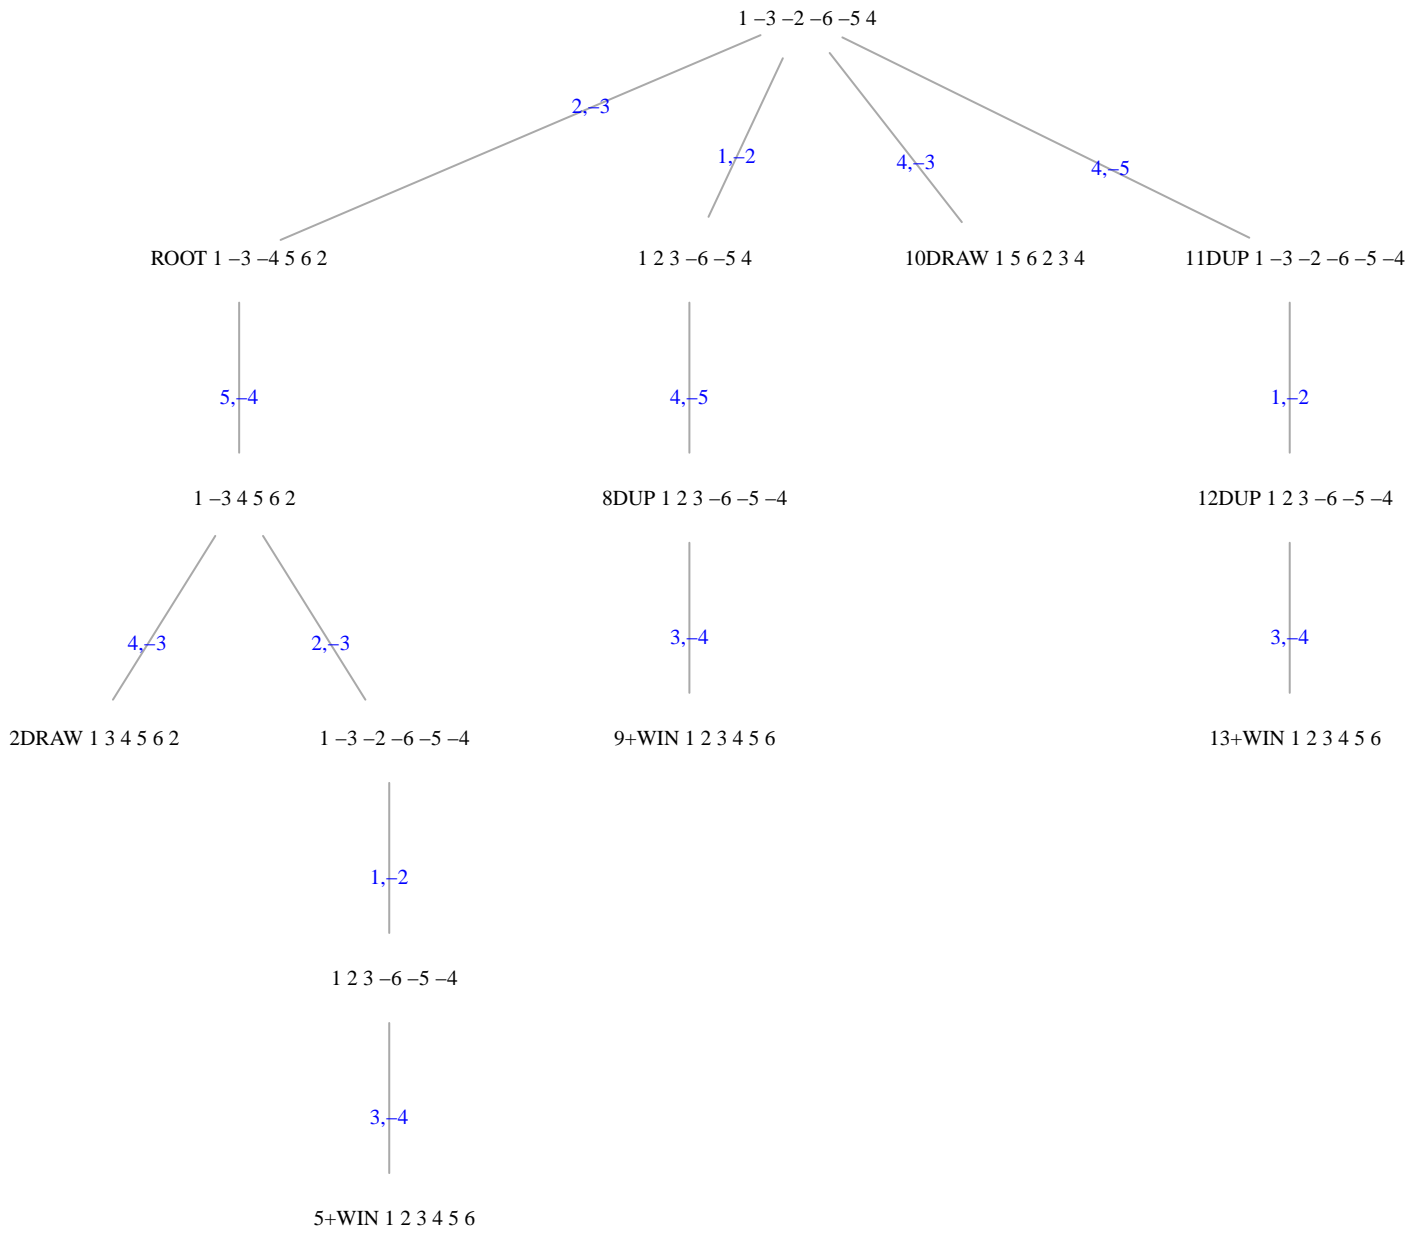 1 –3 –2 –6 –5 4
2,–3
1,–2
4,–3
4,–5
ROOT 1 –3 –4 5 6 2
1 2 3 –6 –5 4
10DRAW 1 5 6 2 3 4
11DUP 1 –3 –2 –6 –5 –4
5,–4
4,–5
1,–2
1 –3 4 5 6 2
8DUP 1 2 3 –6 –5 –4
12DUP 1 2 3 –6 –5 –4
4,–3
2,–3
3,–4
3,–4
2DRAW 1 3 4 5 6 2
1 –3 –2 –6 –5 –4
9+WIN 1 2 3 4 5 6
13+WIN 1 2 3 4 5 6
1,–2
1 2 3 –6 –5 –4
3,–4
5+WIN 1 2 3 4 5 6